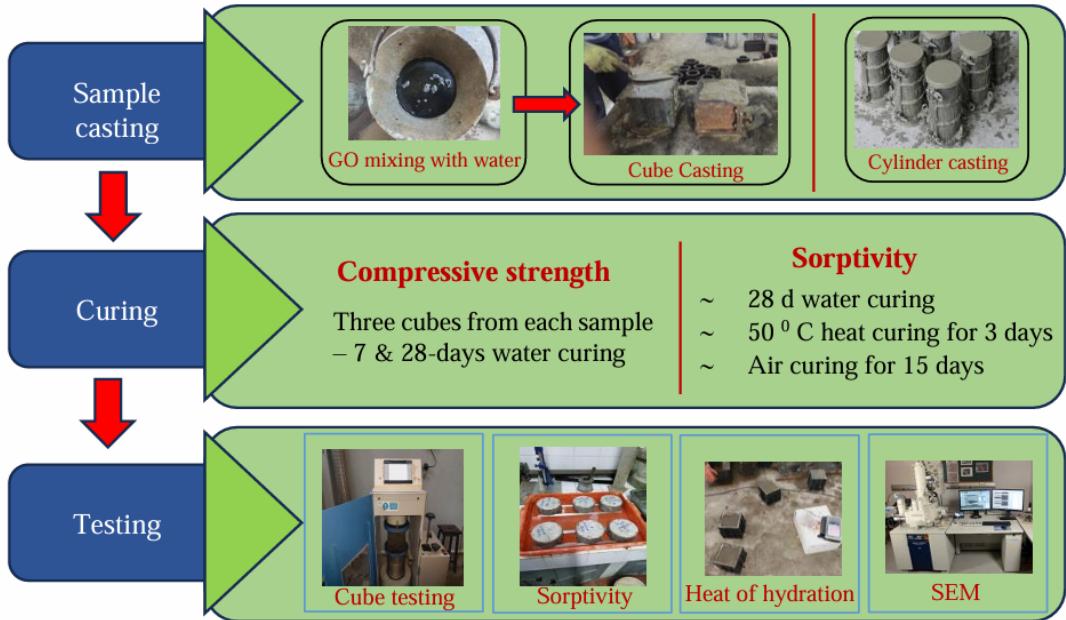 Sample
casting
GO mixing with water
Cube Casting
Cylinder casting
Curing
Compressive strength
Three cubes from each sample
– 7 & 28-days water curing
Sorptivity
~ 28 d water curing
~ 50 ⁰ C heat curing for 3 days
~ Air curing for 15 days
Testing
Cube testing
Sorptivity
Heat of hydration
SEM